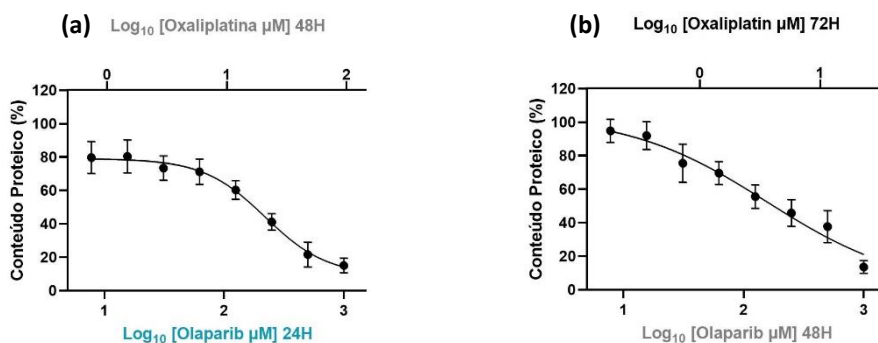 (a)
Log10 [Oxaliplatina µM] 48H
0 1 2
Conteúdo Proteico (%)
120
100
80
60
40
20
0
1 2 3
Log10 [Olaparib µM] 24H
(b)
Log10 [Oxaliplatin µM] 72H
0 1
Conteúdo Proteico (%)
120
100
80
60
40
20
0
1 2 3
Log10 [Olaparib µM] 48H